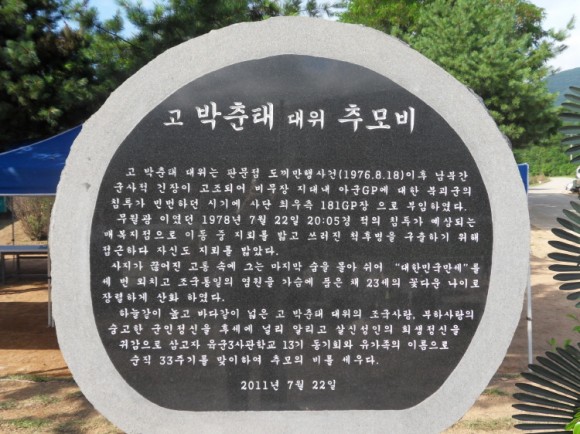 고 박춘태 대위 추모비
고 박춘태 대위는 판문점 도끼만행사건(1976.8.18)이후 남북간
군사적 긴장이 고조되어 비무장 지대내 아군GP에 대한 북괴군의
침투가 빈번하던 시기에 사단 최우측 181GP장 으로 부임하였다.
무월광 이였던 1978년 7월 22일 20:05경 적의 침투가 예상되는
매복지점으로 이동 중 지뢰를 밟고 쓰러진 척후병을 구출하기 위해
접근하다 자신도 지뢰를 밟았다.
사지가 끊어진 고통 속에 그는 마지막 숨을 몰아 쉬어 "대한민국만세"를
세 번 외치고 조국통일의 염원을 가슴에 품은 채 23세의 꽃다운 나이로
장렬하게 산화 하였다.
하늘같이 높고 바다같이 넓은 고 박춘태 대위의 조국사랑, 부하사랑의
숭고한 군인정신을 후세에 널리 알리고 살신성인의 희생정신을
귀감으로 삼고자 육군3사관학교 13기 동기회와 유가족의 이름으로
순직 33주기를 맞이하여 추모의 비를 세우다.
2011년 7월 22일